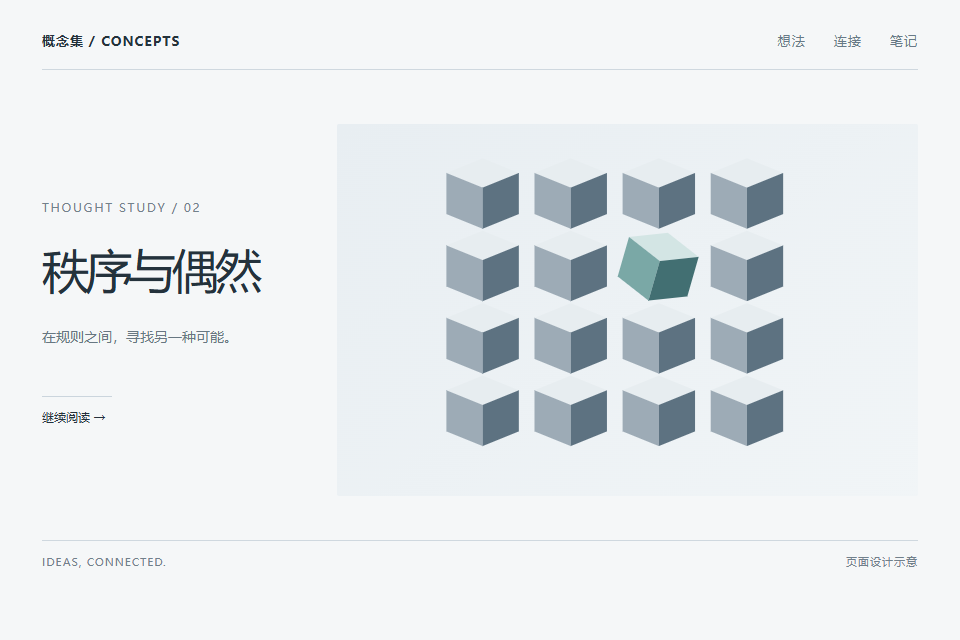 概念集 / CONCEPTS
想法 连接 笔记
THOUGHT STUDY / 02
秩序与偶然
在规则之间，寻找另一种可能。
继续阅读 →
IDEAS, CONNECTED.
页面设计示意